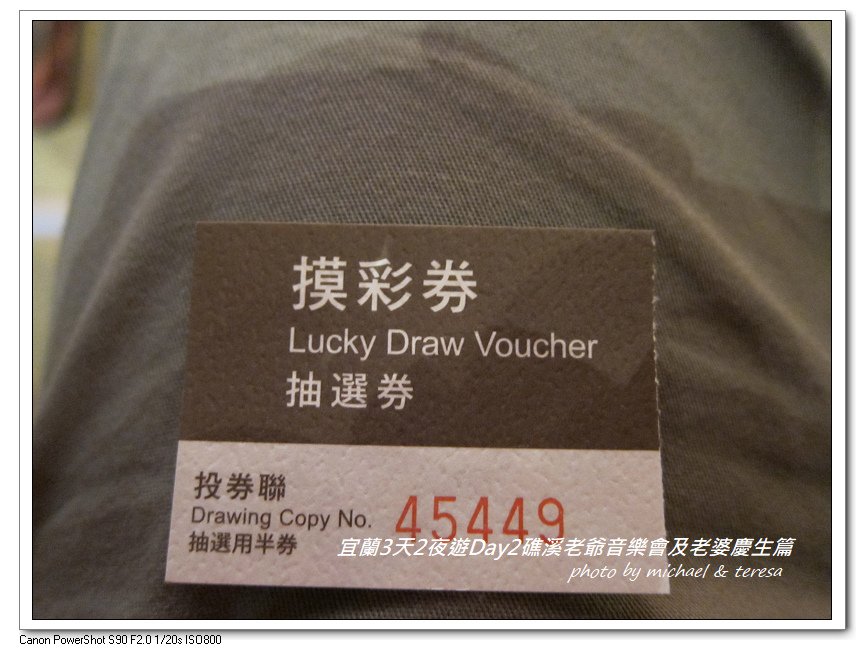 摸彩券
Lucky Draw Voucher
抽選券
投券聯
Drawing Copy No. 45449
抽選用半券
宜蘭3天2夜遊Day2礁溪老爺音樂會及老婆慶生篇
photo by michael & teresa
Canon PowerShot S90 F2.0 1/20s ISO800